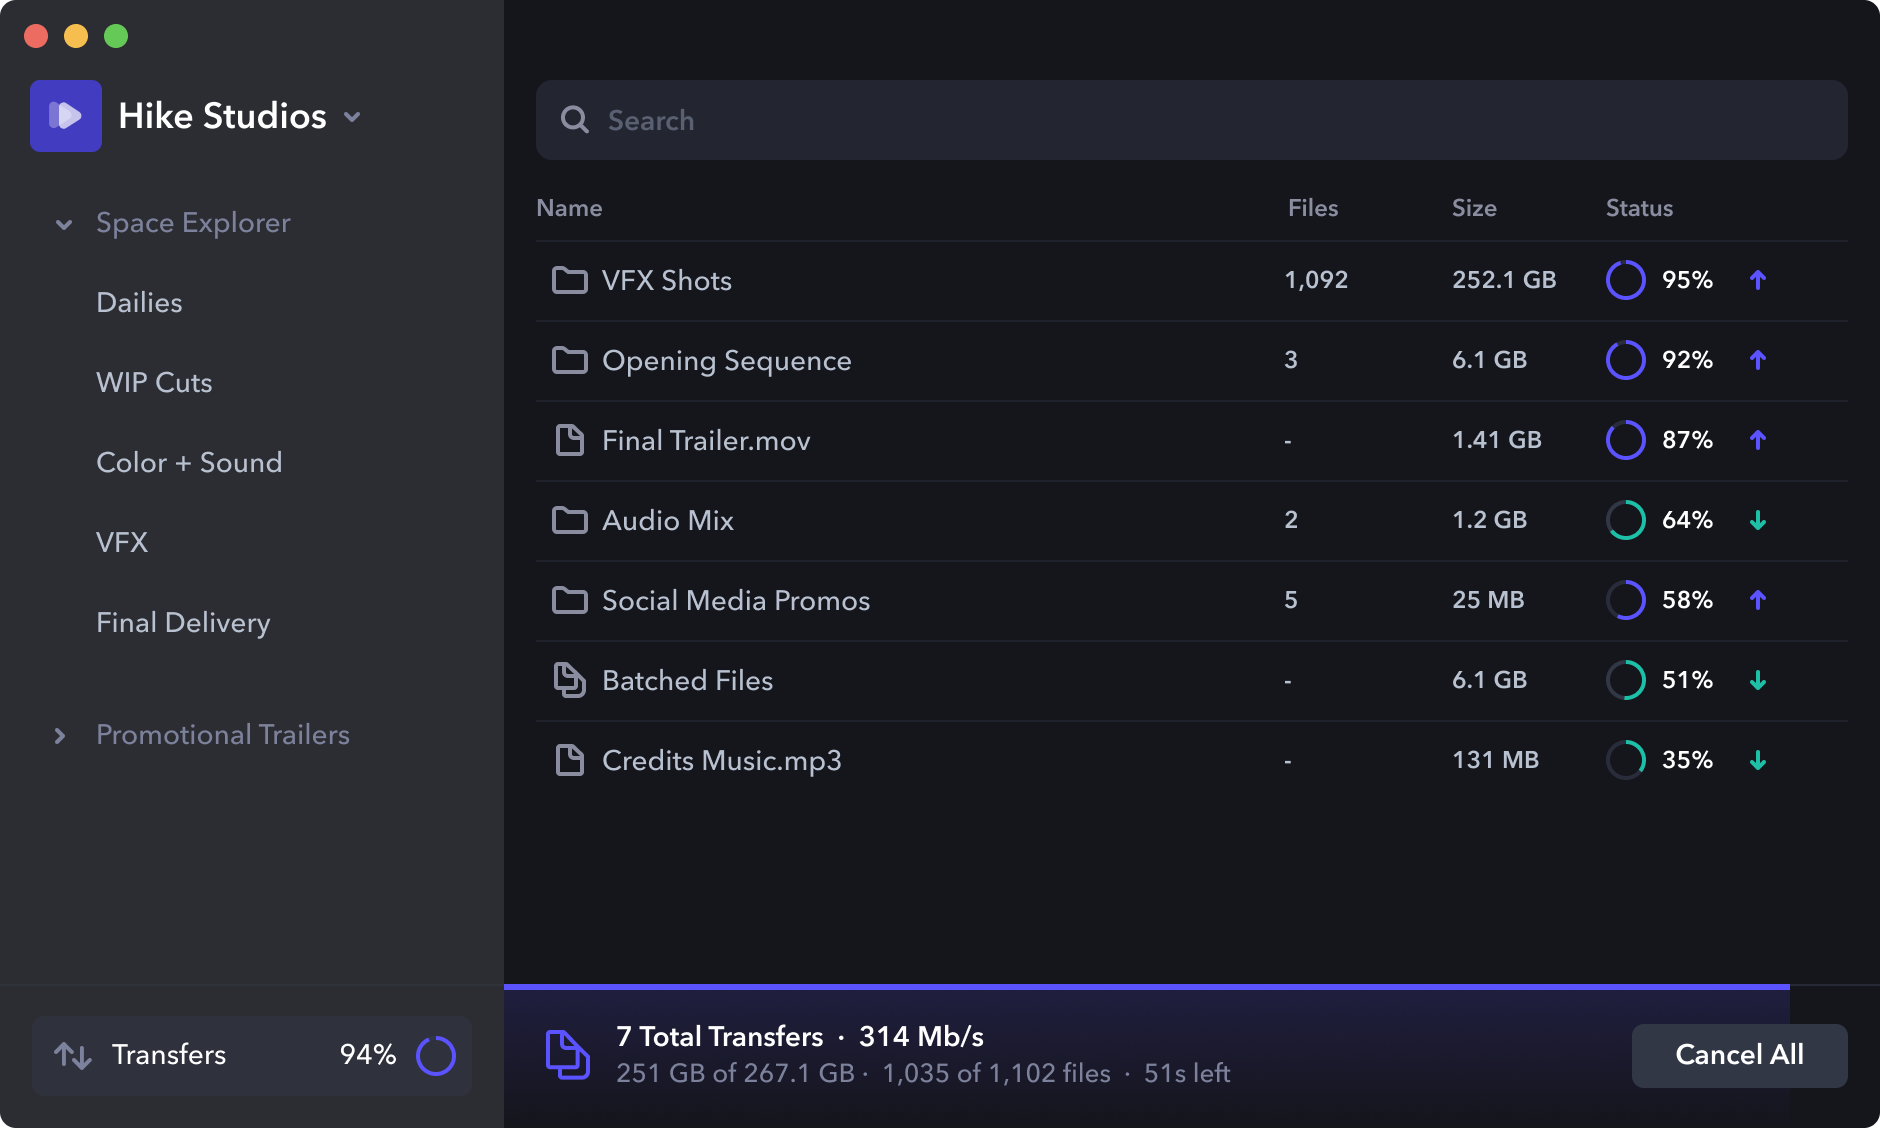 Hike Studios
Space Explorer
Dailies
WIP Cuts
Color + Sound
VFX
Final Delivery
Promotional Trailers
Transfers 94%
Search
Name Files Size Status
VFX Shots 1,092 252.1 GB 95%
Opening Sequence 3 6.1 GB 92%
Final Trailer.mov - 1.41 GB 87%
Audio Mix 2 1.2 GB 64%
Social Media Promos 5 25 MB 58%
Batched Files - 6.1 GB 51%
Credits Music.mp3 - 131 MB 35%
7 Total Transfers · 314 Mb/s
251 GB of 267.1 GB · 1,035 of 1,102 files · 51s left
Cancel All